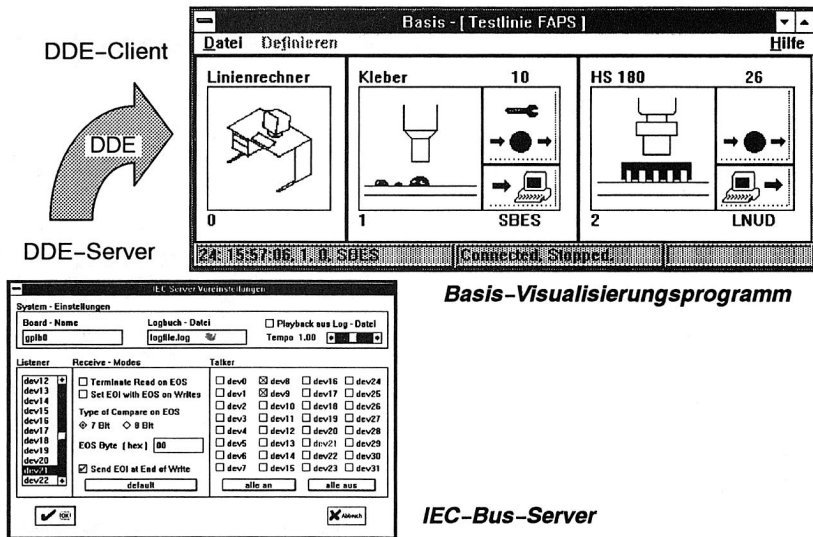 DDE-Client
DDE
DDE-Server
Basis - [ Testlinie FAPS ]
Datei Definieren Hilfe
Linienrechner
0
Kleber 10
1 SBES
HS 180 26
2 LNUD
24: 15:57:06, 1, 0, SBES Connected, Stopped.
Basis-Visualisierungsprogramm
IEC Server Voreinstellungen
System - Einstellungen
Board - Name
gpib0
Logbuch - Datei
logfile.log
Playback aus Log - Datei
Tempo 1.00
Listener
dev12
dev13
dev14
dev15
dev16
dev17
dev18
dev19
dev20
dev21
dev22
Receive - Modes
Terminate Read on EOS
Set EOI with EOS on Writes
Type of Compare on EOS
7 Bit 8 Bit
EOS Byte [ hex ] 00
Send EOI at End of Write
default
Talker
dev0 dev8 dev16 dev24
dev1 dev9 dev17 dev25
dev2 dev10 dev18 dev26
dev3 dev11 dev19 dev27
dev4 dev12 dev20 dev28
dev5 dev13 dev21 dev29
dev6 dev14 dev22 dev30
dev7 dev15 dev23 dev31
alle an alle aus
OK! Abbruch
IEC-Bus-Server